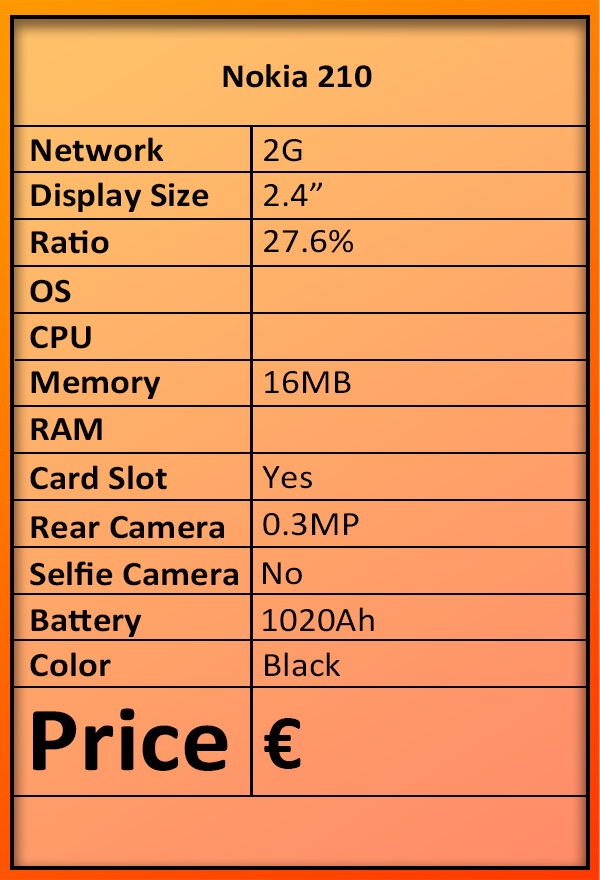 Nokia 210
Network 2G
Display Size 2.4”
Ratio 27.6%
OS
CPU
Memory 16MB
RAM
Card Slot Yes
Rear Camera 0.3MP
Selfie Camera No
Battery 1020Ah
Color Black
Price €